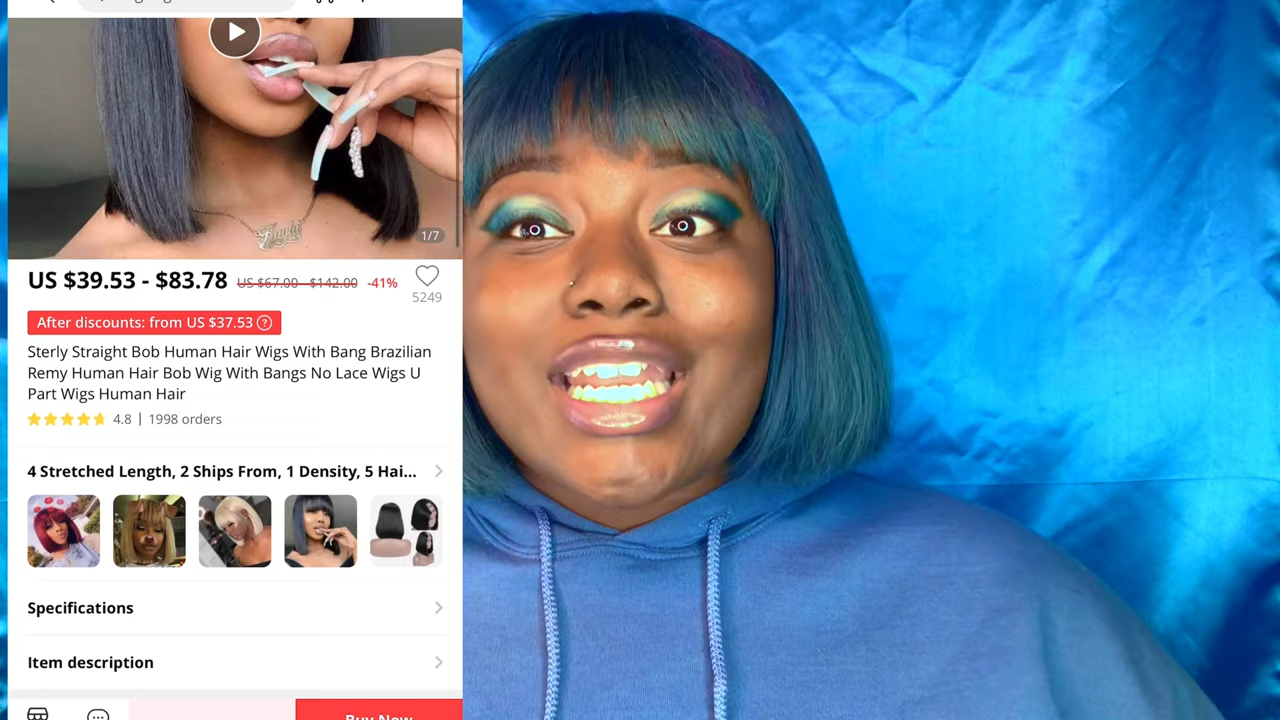 1/7
US $39.53 - $83.78 US $67.00 - $142.00 -41%
5249
After discounts: from US $37.53 ?
Sterly Straight Bob Human Hair Wigs With Bang Brazilian
Remy Human Hair Bob Wig With Bangs No Lace Wigs U
Part Wigs Human Hair
4.8 | 1998 orders
4 Stretched Length, 2 Ships From, 1 Density, 5 Hai...
Specifications
Item description
Buy Now